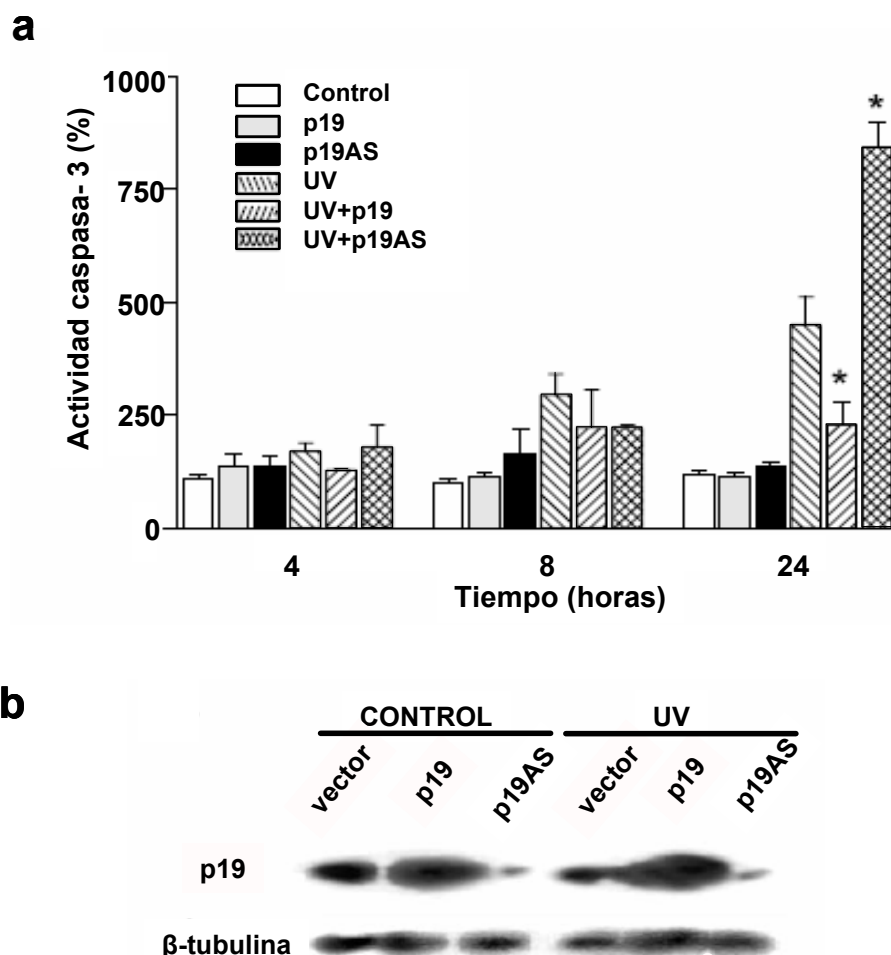 a
Actividad caspasa- 3 (%)
1000
750
500
250
0
Control
p19
p19AS
UV
UV+p19
UV+p19AS
*
*
4 8 24
Tiempo (horas)
b
CONTROL UV
vector p19 p19AS vector p19 p19AS
p19
β-tubulina